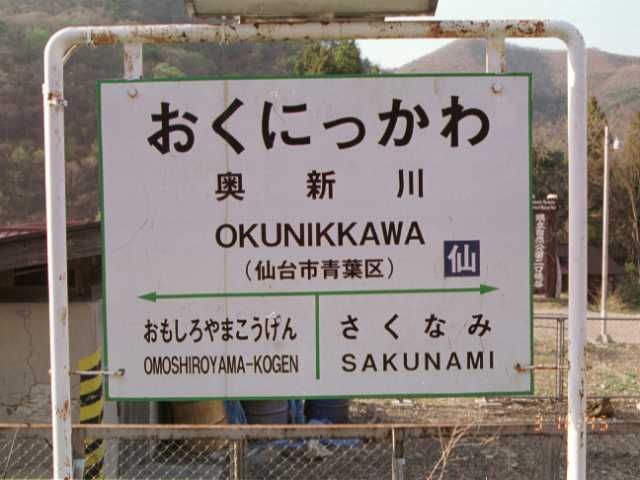 おくにっかわ
奥新川
OKUNIKKAWA
(仙台市青葉区)
仙
おもしろやまこうげん
OMOSHIROYAMA-KOGEN
さくなみ
SAKUNAMI